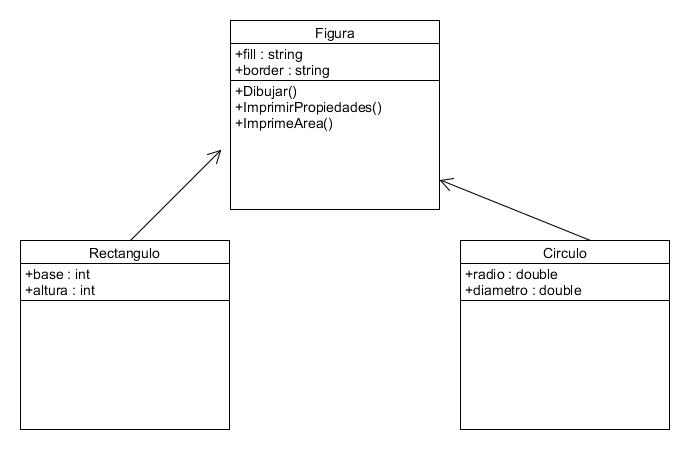 Figura
+fill : string
+border : string
+Dibujar()
+ImprimirPropiedades()
+ImprimeArea()
Rectangulo
+base : int
+altura : int
Circulo
+radio : double
+diametro : double